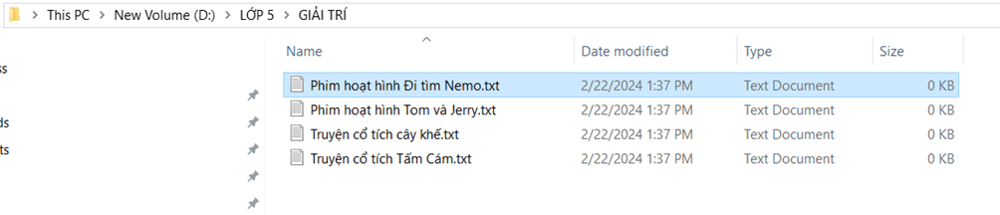 This PC > New Volume (D:) > LỚP 5 > GIẢI TRÍ
Name Date modified Type Size
ss
Phim hoạt hình Đi tìm Nemo.txt 2/22/2024 1:37 PM Text Document 0 KB
Phim hoạt hình Tom và Jerry.txt 2/22/2024 1:37 PM Text Document 0 KB
ds
Truyện cổ tích cây khế.txt 2/22/2024 1:37 PM Text Document 0 KB
ts
Truyện cổ tích Tấm Cám.txt 2/22/2024 1:37 PM Text Document 0 KB